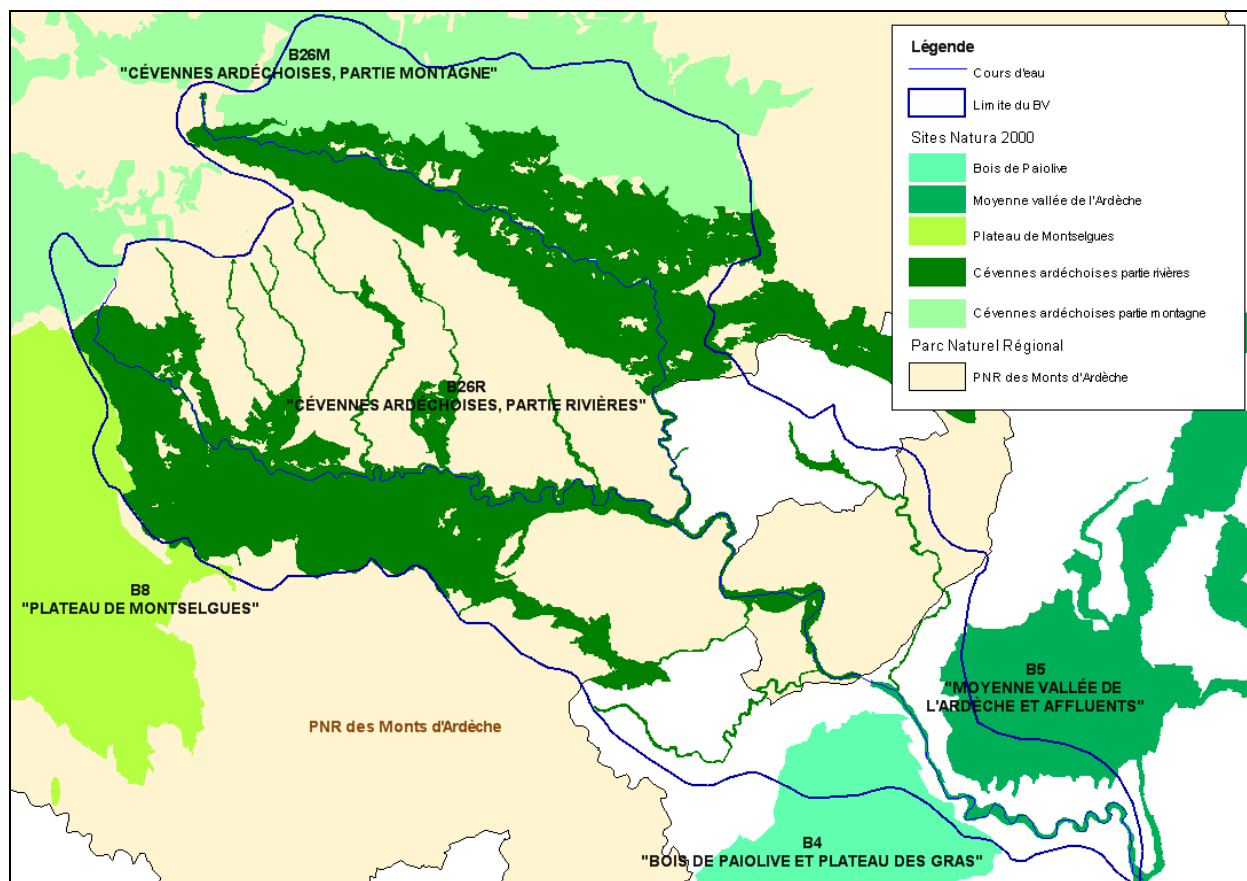 B26M
"CÉVENNES ARDÉCHOISES, PARTIE MONTAGNE"
Légende
Cours d'eau
Limite du BV
Sites Natura 2000
Bois de Paiolive
Moyenne vallée de l'Ardèche
Plateau de Montselgues
Cévennes ardéchoises partie rivières
Cévennes ardéchoises partie montagne
Parc Naturel Régional
PNR des Monts d'Ardèche
B26R
"CÉVENNES ARDÉCHOISES, PARTIE RIVIÈRES"
B8
"PLATEAU DE MONTSELGUES"
B5
"MOYENNE VALLÉE DE
L'ARDÈCHE ET AFFLUENTS"
PNR des Monts d'Ardèche
B4
"BOIS DE PAIOLIVE ET PLATEAU DES GRAS"